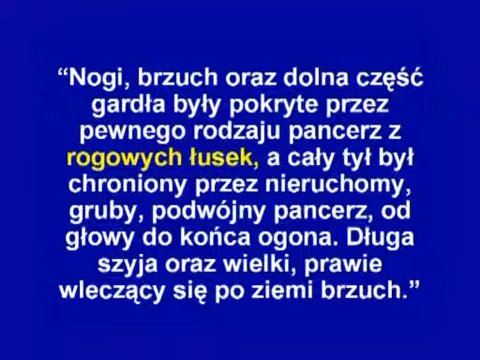 “Nogi, brzuch oraz dolna część
gardła były pokryte przez
pewnego rodzaju pancerz z
rogowych łusek, a cały tył był
chroniony przez nieruchomy,
gruby, podwójny pancerz, od
głowy do końca ogona. Długa
szyja oraz wielki, prawie
wleczący się po ziemi brzuch.”